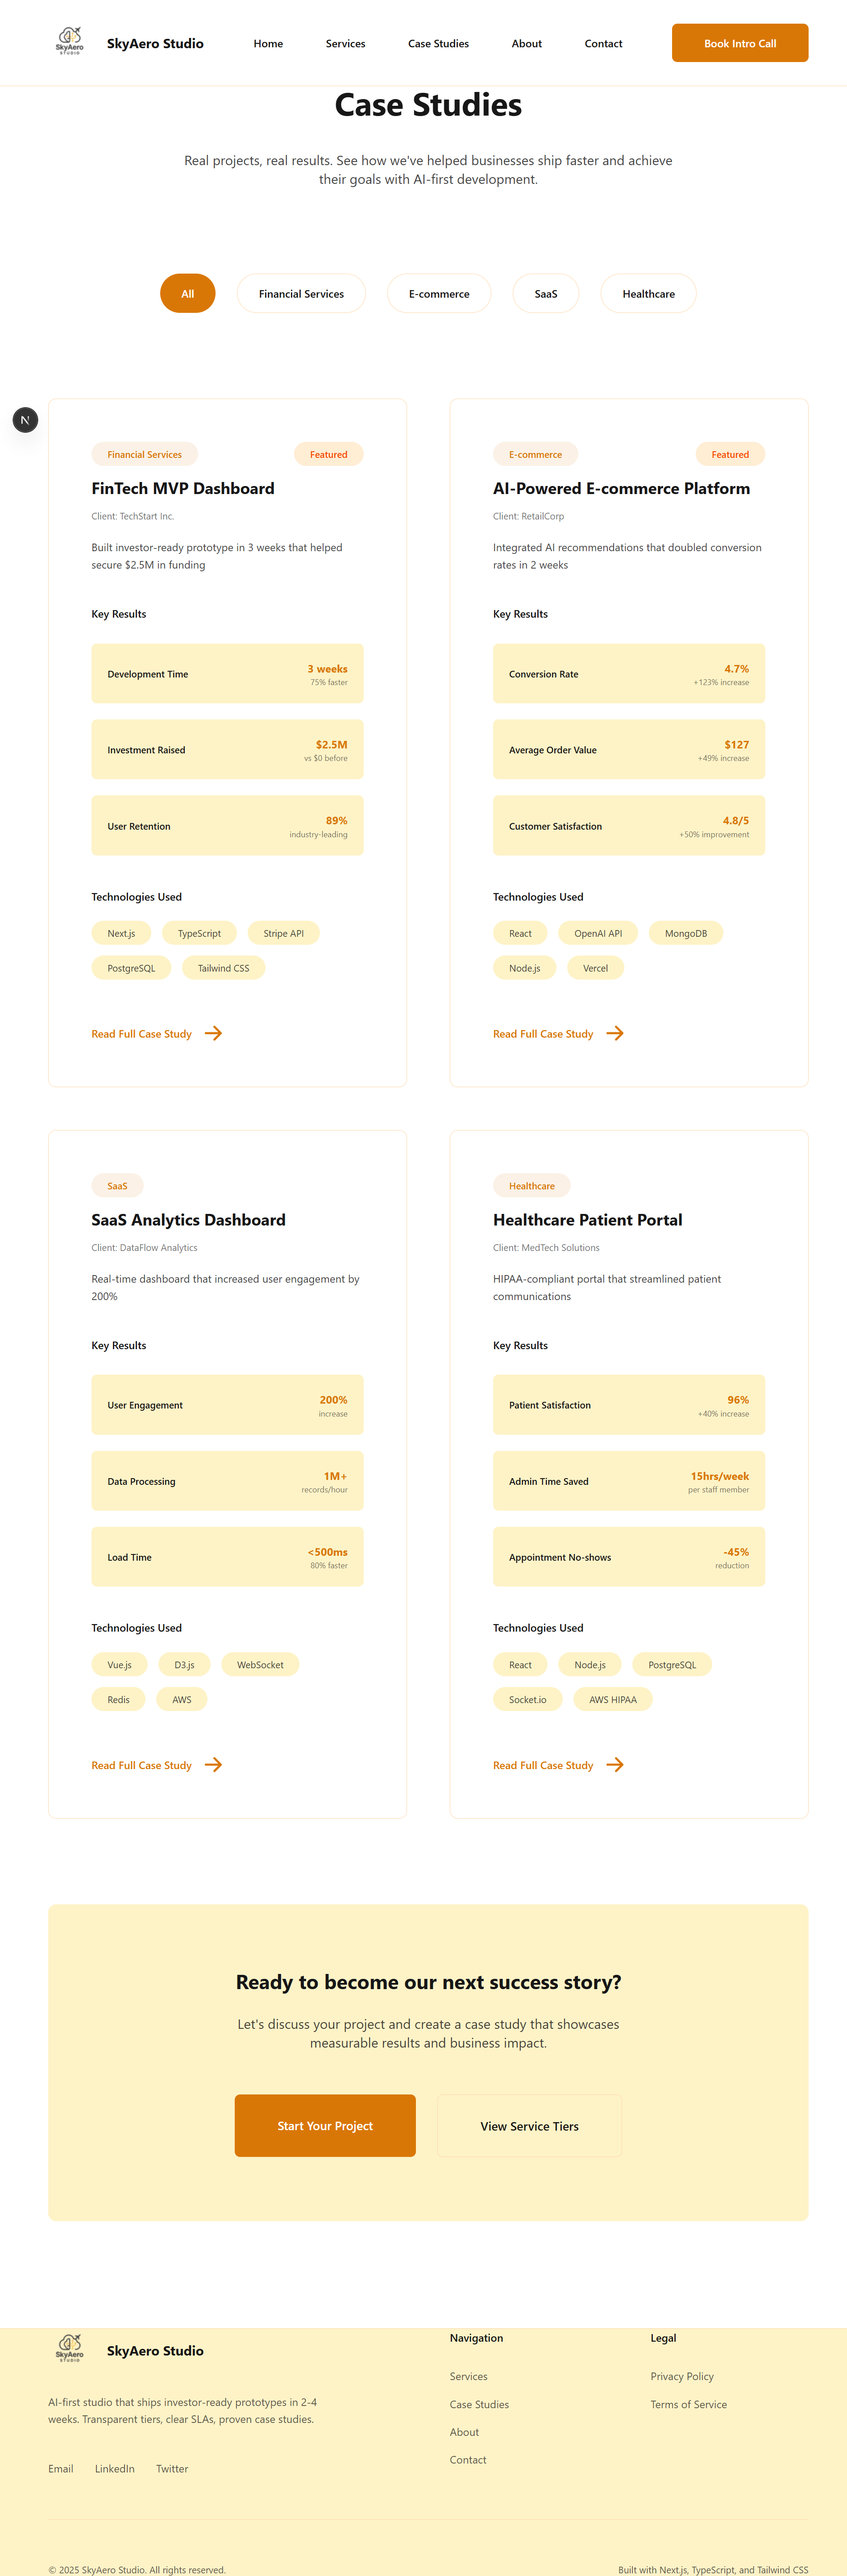 SkyAero
STUDIO
SkyAero Studio
Home
Services
Case Studies
About
Contact
Book Intro Call
Case Studies
Real projects, real results. See how we've helped businesses ship faster and achieve
their goals with AI-first development.
All
Financial Services
E-commerce
SaaS
Healthcare
N
Financial Services
Featured
FinTech MVP Dashboard
Client: TechStart Inc.
Built investor-ready prototype in 3 weeks that helped
secure $2.5M in funding
Key Results
Development Time
3 weeks
75% faster
Investment Raised
$2.5M
vs $0 before
User Retention
89%
industry-leading
Technologies Used
Next.js
TypeScript
Stripe API
PostgreSQL
Tailwind CSS
Read Full Case Study
E-commerce
Featured
AI-Powered E-commerce Platform
Client: RetailCorp
Integrated AI recommendations that doubled conversion
rates in 2 weeks
Key Results
Conversion Rate
4.7%
+123% increase
Average Order Value
$127
+49% increase
Customer Satisfaction
4.8/5
+50% improvement
Technologies Used
React
OpenAI API
MongoDB
Node.js
Vercel
Read Full Case Study
SaaS
SaaS Analytics Dashboard
Client: DataFlow Analytics
Real-time dashboard that increased user engagement by
200%
Key Results
User Engagement
200%
increase
Data Processing
1M+
records/hour
Load Time
<500ms
80% faster
Technologies Used
Vue.js
D3.js
WebSocket
Redis
AWS
Read Full Case Study
Healthcare
Healthcare Patient Portal
Client: MedTech Solutions
HIPAA-compliant portal that streamlined patient
communications
Key Results
Patient Satisfaction
96%
+40% increase
Admin Time Saved
15hrs/week
per staff member
Appointment No-shows
-45%
reduction
Technologies Used
React
Node.js
PostgreSQL
Socket.io
AWS HIPAA
Read Full Case Study
Ready to become our next success story?
Let's discuss your project and create a case study that showcases
measurable results and business impact.
Start Your Project
View Service Tiers
SkyAero
STUDIO
SkyAero Studio
AI-first studio that ships investor-ready prototypes in 2-4
weeks. Transparent tiers, clear SLAs, proven case studies.
Email
LinkedIn
Twitter
Navigation
Services
Case Studies
About
Contact
Legal
Privacy Policy
Terms of Service
© 2025 SkyAero Studio. All rights reserved.
Built with Next.js, TypeScript, and Tailwind CSS